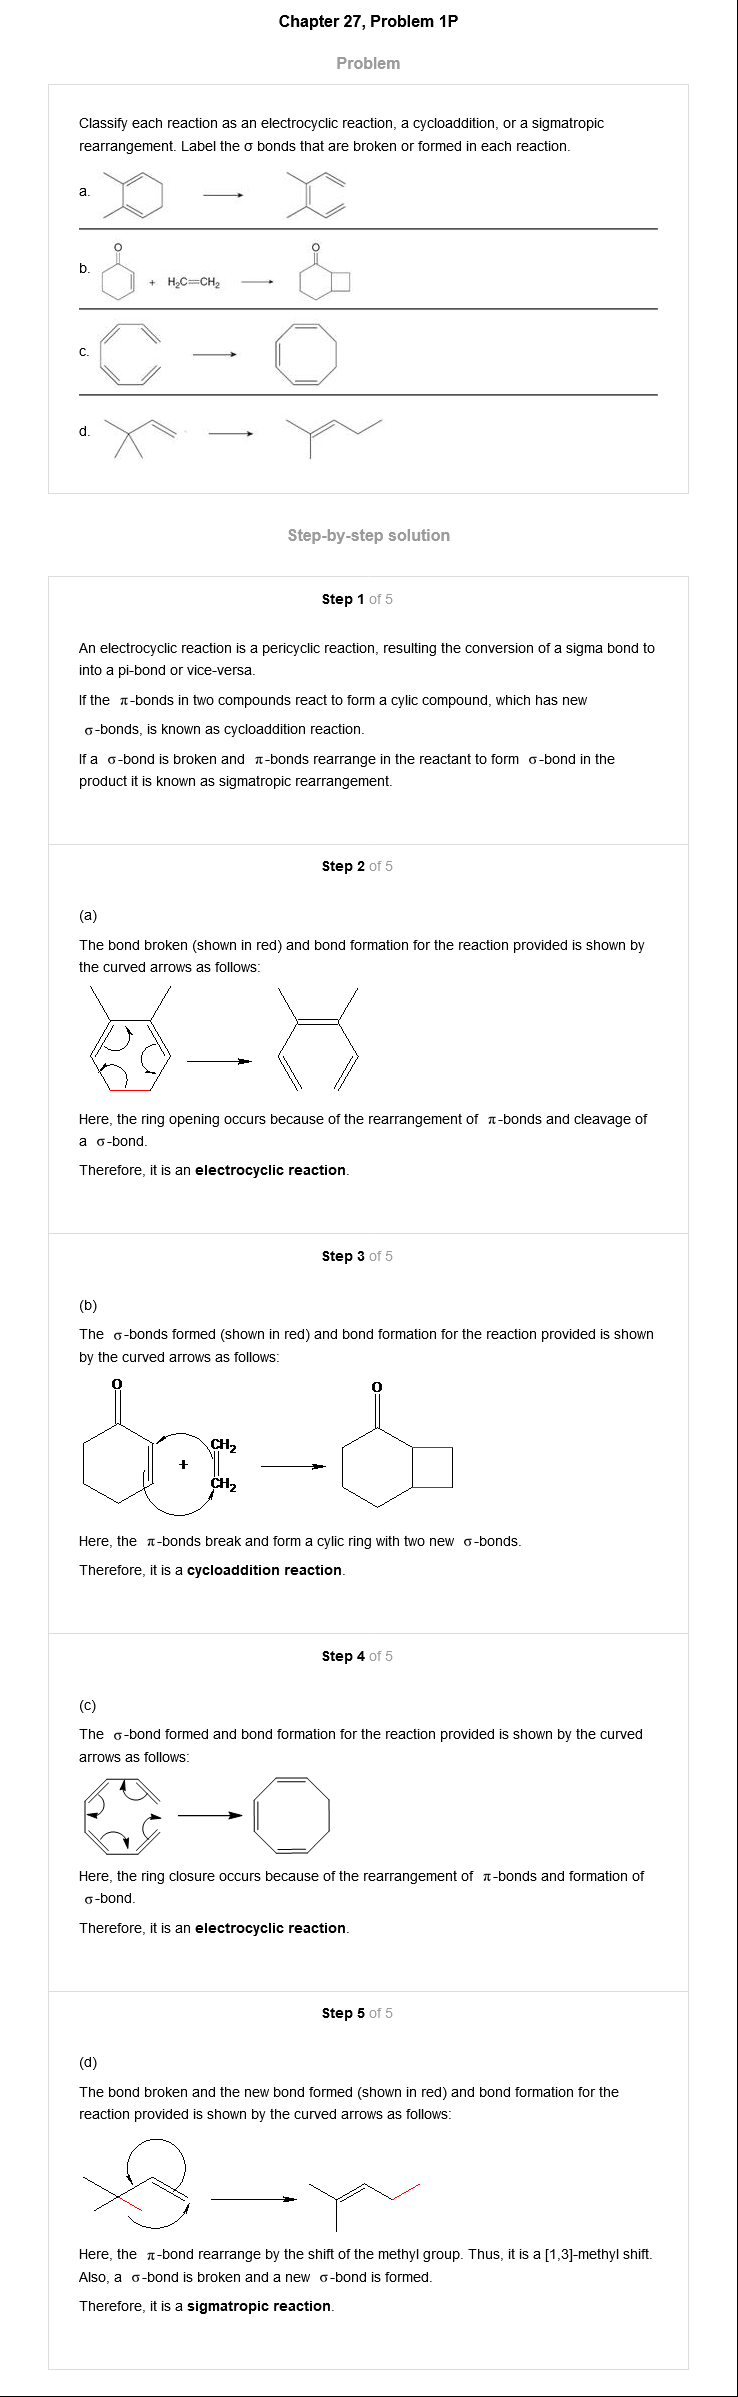 Chapter 27, Problem 1P
Problem
Classify each reaction as an electrocyclic reaction, a cycloaddition, or a sigmatropic
rearrangement. Label the σ bonds that are broken or formed in each reaction.
a.
O
O
b.
+ H₂C=CH₂
c.
d.
Step-by-step solution
Step 1 of 5
An electrocyclic reaction is a pericyclic reaction, resulting the conversion of a sigma bond to
into a pi-bond or vice-versa.
If the π-bonds in two compounds react to form a cylic compound, which has new
σ-bonds, is known as cycloaddition reaction.
If a σ-bond is broken and π-bonds rearrange in the reactant to form σ-bond in the
product it is known as sigmatropic rearrangement.
Step 2 of 5
(a)
The bond broken (shown in red) and bond formation for the reaction provided is shown by
the curved arrows as follows:
Here, the ring opening occurs because of the rearrangement of π-bonds and cleavage of
a σ-bond.
Therefore, it is an electrocyclic reaction.
Step 3 of 5
(b)
The σ-bonds formed (shown in red) and bond formation for the reaction provided is shown
by the curved arrows as follows:
O
O
CH₂
+
CH₂
Here, the π-bonds break and form a cylic ring with two new σ-bonds.
Therefore, it is a cycloaddition reaction.
Step 4 of 5
(c)
The σ-bond formed and bond formation for the reaction provided is shown by the curved
arrows as follows:
Here, the ring closure occurs because of the rearrangement of π-bonds and formation of
σ-bond.
Therefore, it is an electrocyclic reaction.
Step 5 of 5
(d)
The bond broken and the new bond formed (shown in red) and bond formation for the
reaction provided is shown by the curved arrows as follows:
Here, the π-bond rearrange by the shift of the methyl group. Thus, it is a [1,3]-methyl shift.
Also, a σ-bond is broken and a new σ-bond is formed.
Therefore, it is a sigmatropic reaction.